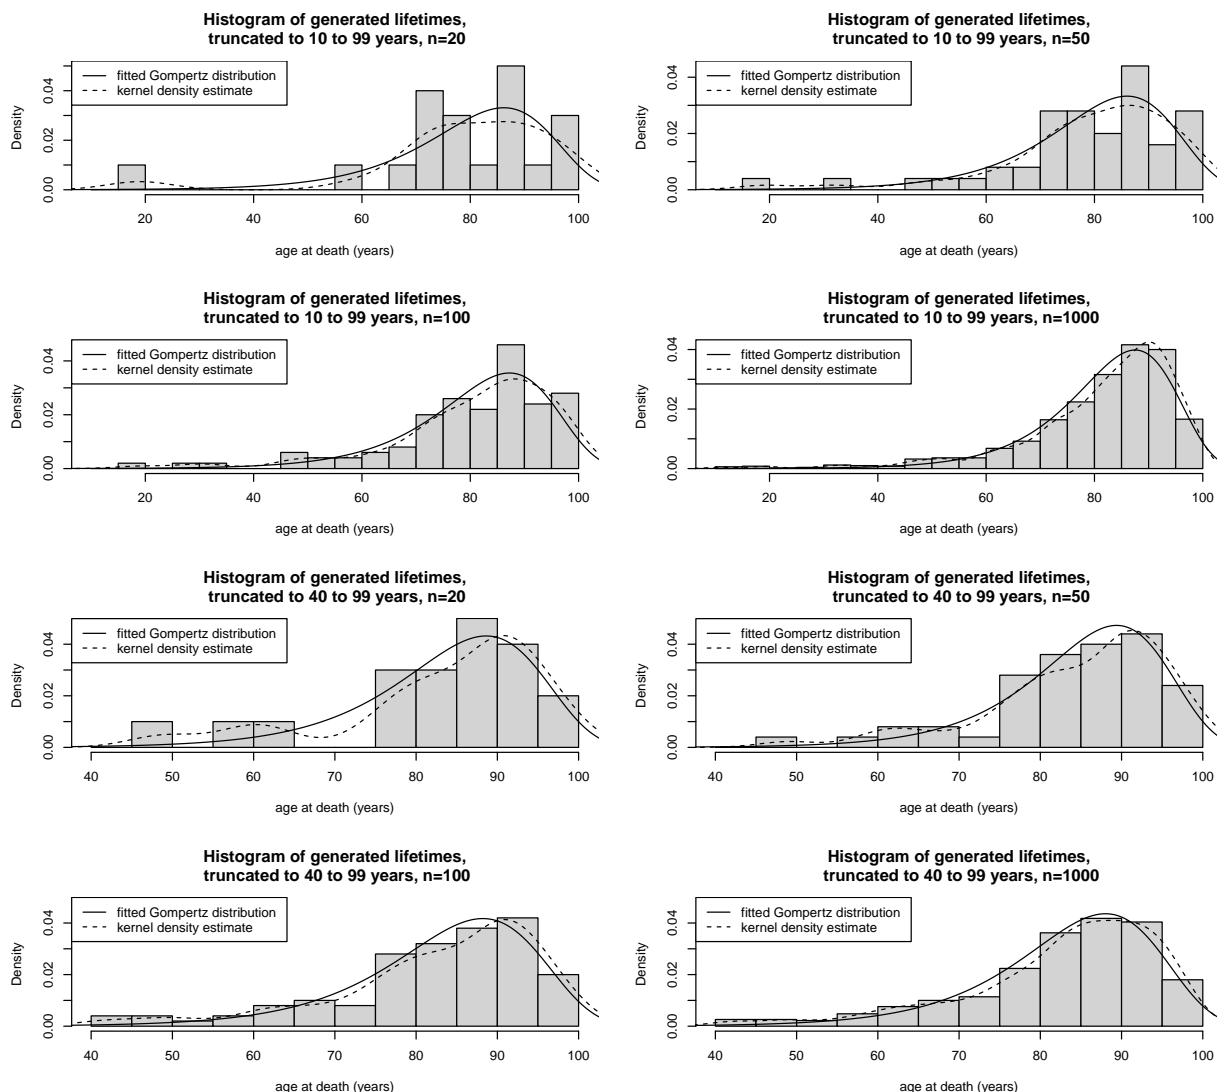 Histogram of generated lifetimes,
truncated to 10 to 99 years, n=20
fitted Gompertz distribution
kernel density estimate
Density
0.00
0.02
0.04
20
40
60
80
100
age at death (years)
Histogram of generated lifetimes,
truncated to 10 to 99 years, n=50
fitted Gompertz distribution
kernel density estimate
Density
0.00
0.02
0.04
20
40
60
80
100
age at death (years)
Histogram of generated lifetimes,
truncated to 10 to 99 years, n=100
fitted Gompertz distribution
kernel density estimate
Density
0.00
0.02
0.04
20
40
60
80
100
age at death (years)
Histogram of generated lifetimes,
truncated to 10 to 99 years, n=1000
fitted Gompertz distribution
kernel density estimate
Density
0.00
0.02
0.04
20
40
60
80
100
age at death (years)
Histogram of generated lifetimes,
truncated to 40 to 99 years, n=20
fitted Gompertz distribution
kernel density estimate
Density
0.00
0.02
0.04
40
50
60
70
80
90
100
age at death (years)
Histogram of generated lifetimes,
truncated to 40 to 99 years, n=50
fitted Gompertz distribution
kernel density estimate
Density
0.00
0.02
0.04
40
50
60
70
80
90
100
age at death (years)
Histogram of generated lifetimes,
truncated to 40 to 99 years, n=100
fitted Gompertz distribution
kernel density estimate
Density
0.00
0.02
0.04
40
50
60
70
80
90
100
age at death (years)
Histogram of generated lifetimes,
truncated to 40 to 99 years, n=1000
fitted Gompertz distribution
kernel density estimate
Density
0.00
0.02
0.04
40
50
60
70
80
90
100
age at death (years)